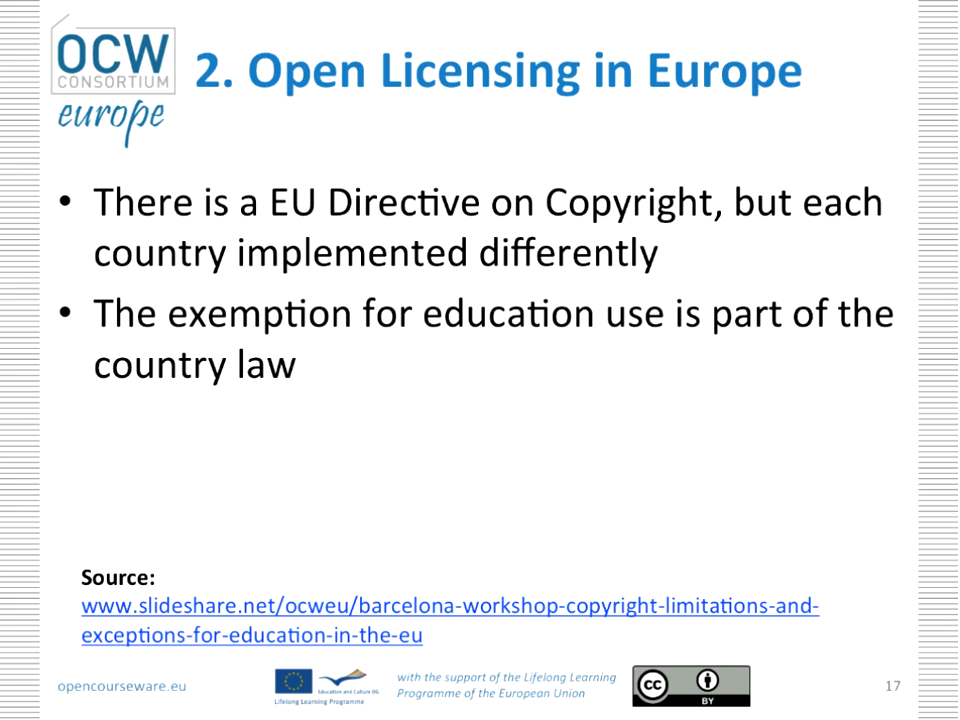 OCW
CONSORTIUM
europe
2. Open Licensing in Europe
• There is a EU Directive on Copyright, but each
country implemented differently
• The exemption for education use is part of the
country law
Source:
www.slideshare.net/ocweu/barcelona-workshop-copyright-limitations-and-
exceptions-for-education-in-the-eu
opencourseware.eu
Education and Culture DG
Lifelong Learning Programme
with the support of the Lifelong Learning
Programme of the European Union
CC
BY
17